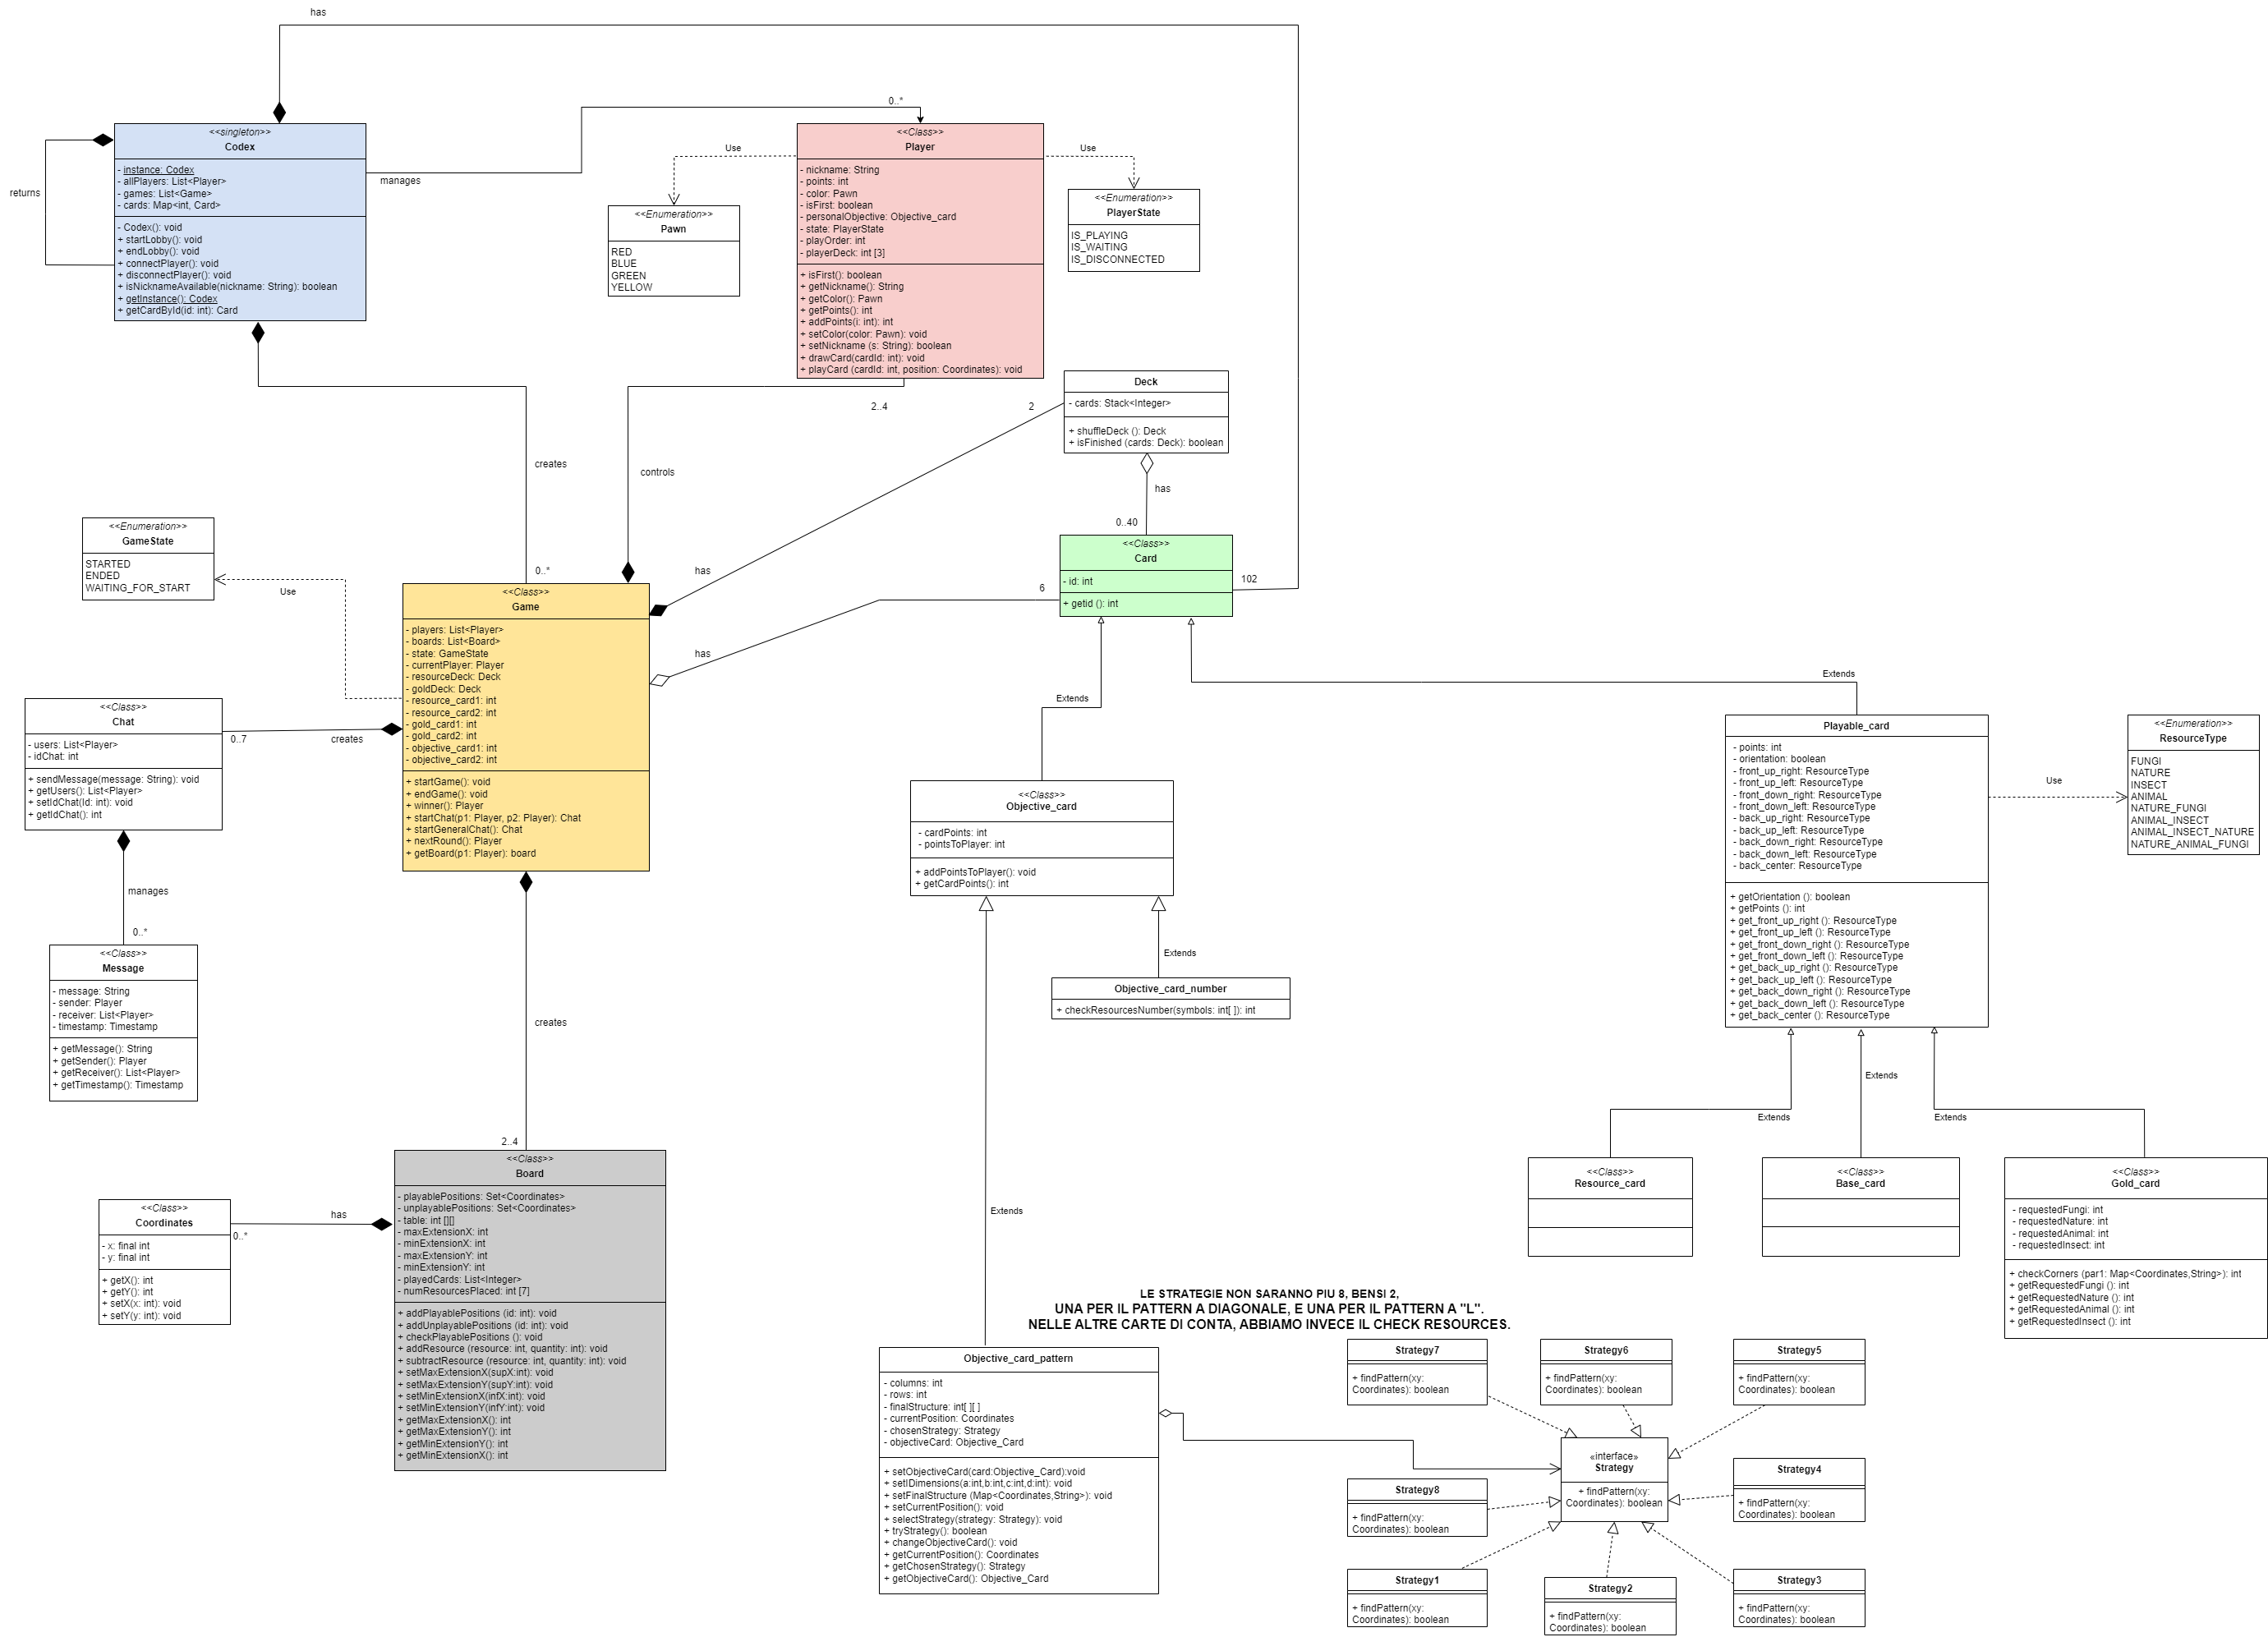 has
<<singleton>>
Codex
- instance: Codex
- allPlayers: List<Player>
- games: List<Game>
- cards: Map<int, Card>
- Codex(): void
+ startLobby(): void
+ endLobby(): void
+ connectPlayer(): void
+ disconnectPlayer(): void
+ isNicknameAvailable(nickname: String): boolean
+ getInstance(): Codex
+ getCardById(id: int): Card
returns
manages
0..*
<<Class>>
Player
- nickname: String
- points: int
- color: Pawn
- isFirst: boolean
- personalObjective: Objective_card
- state: PlayerState
- playOrder: int
- playerDeck: int [3]
+ isFirst(): boolean
+ getNickname(): String
+ getColor(): Pawn
+ getPoints(): int
+ addPoints(i: int): int
+ setColor(color: Pawn): void
+ setNickname (s: String): boolean
+ drawCard(cardId: int): void
+ playCard (cardId: int, position: Coordinates): void
Use
<<Enumeration>>
Pawn
RED
BLUE
GREEN
YELLOW
Use
<<Enumeration>>
PlayerState
IS_PLAYING
IS_WAITING
IS_DISCONNECTED
2..4
2
Deck
- cards: Stack<Integer>
+ shuffleDeck (): Deck
+ isFinished (cards: Deck): boolean
creates
controls
has
0..40
<<Enumeration>>
GameState
STARTED
ENDED
WAITING_FOR_START
Use
0..*
has
6
<<Class>>
Card
- id: int
+ getid (): int
102
<<Class>>
Game
- players: List<Player>
- boards: List<Board>
- state: GameState
- currentPlayer: Player
- resourceDeck: Deck
- goldDeck: Deck
- resource_card1: int
- resource_card2: int
- gold_card1: int
- gold_card2: int
- objective_card1: int
- objective_card2: int
+ startGame(): void
+ endGame(): void
+ winner(): Player
+ startChat(p1: Player, p2: Player): Chat
+ startGeneralChat(): Chat
+ nextRound(): Player
+ getBoard(p1: Player): board
has
<<Class>>
Chat
- users: List<Player>
- idChat: int
+ sendMessage(message: String): void
+ getUsers(): List<Player>
+ setIdChat(Id: int): void
+ getIdChat(): int
0..7
creates
manages
0..*
<<Class>>
Message
- message: String
- sender: Player
- receiver: List<Player>
- timestamp: Timestamp
+ getMessage(): String
+ getSender(): Player
+ getReceiver(): List<Player>
+ getTimestamp(): Timestamp
Extends
Extends
<<Class>>
Objective_card
- cardPoints: int
- pointsToPlayer: int
+ addPointsToPlayer(): void
+ getCardPoints(): int
Extends
Objective_card_number
+ checkResourcesNumber(symbols: int[ ]): int
Playable_card
- points: int
- orientation: boolean
- front_up_right: ResourceType
- front_up_left: ResourceType
- front_down_right: ResourceType
- front_down_left: ResourceType
- back_up_right: ResourceType
- back_up_left: ResourceType
- back_down_right: ResourceType
- back_down_left: ResourceType
- back_center: ResourceType
+ getOrientation (): boolean
+ getPoints (): int
+ get_front_up_right (): ResourceType
+ get_front_up_left (): ResourceType
+ get_front_down_right (): ResourceType
+ get_front_down_left (): ResourceType
+ get_back_up_right (): ResourceType
+ get_back_up_left (): ResourceType
+ get_back_down_right (): ResourceType
+ get_back_down_left (): ResourceType
+ get_back_center (): ResourceType
Use
<<Enumeration>>
ResourceType
FUNGI
NATURE
INSECT
ANIMAL
NATURE_FUNGI
ANIMAL_INSECT
ANIMAL_INSECT_NATURE
NATURE_ANIMAL_FUNGI
Extends
Extends
Extends
<<Class>>
Resource_card
<<Class>>
Base_card
<<Class>>
Gold_card
- requestedFungi: int
- requestedNature: int
- requestedAnimal: int
- requestedInsect: int
+ checkCorners (par1: Map<Coordinates,String>): int
+ getRequestedFungi (): int
+ getRequestedNature (): int
+ getRequestedAnimal (): int
+ getRequestedInsect (): int
creates
2..4
<<Class>>
Board
- playablePositions: Set<Coordinates>
- unplayablePositions: Set<Coordinates>
- table: int [][]
- maxExtensionX: int
- minExtensionX: int
- maxExtensionY: int
- minExtensionY: int
- playedCards: List<Integer>
- numResourcesPlaced: int [7]
+ addPlayablePositions (id: int): void
+ addUnplayablePositions (id: int): void
+ checkPlayablePositions (): void
+ addResource (resource: int, quantity: int): void
+ subtractResource (resource: int, quantity: int): void
+ setMaxExtensionX(supX:int): void
+ setMaxExtensionY(supY:int): void
+ setMinExtensionX(infX:int): void
+ setMinExtensionY(infY:int): void
+ getMaxExtensionX(): int
+ getMaxExtensionY(): int
+ getMinExtensionY(): int
+ getMinExtensionX(): int
has
0..*
<<Class>>
Coordinates
- x: final int
- y: final int
+ getX(): int
+ getY(): int
+ setX(x: int): void
+ setY(y: int): void
Extends
LE STRATEGIE NON SARANNO PIU 8, BENSI 2,
UNA PER IL PATTERN A DIAGONALE, E UNA PER IL PATTERN A "L".
NELLE ALTRE CARTE DI CONTA, ABBIAMO INVECE IL CHECK RESOURCES.
Objective_card_pattern
- columns: int
- rows: int
- finalStructure: int[ ][ ]
- currentPosition: Coordinates
- chosenStrategy: Strategy
- objectiveCard: Objective_Card
+ setObjectiveCard(card:Objective_Card):void
+ setIDimensions(a:int,b:int,c:int,d:int): void
+ setFinalStructure (Map<Coordinates,String>): void
+ setCurrentPosition(): void
+ selectStrategy(strategy: Strategy): void
+ tryStrategy(): boolean
+ changeObjectiveCard(): void
+ getCurrentPosition(): Coordinates
+ getChosenStrategy(): Strategy
+ getObjectiveCard(): Objective_Card
Strategy7
+ findPattern(xy:
Coordinates): boolean
Strategy6
+ findPattern(xy:
Coordinates): boolean
Strategy5
+ findPattern(xy:
Coordinates): boolean
«interface»
Strategy
+ findPattern(xy:
Coordinates): boolean
Strategy4
+ findPattern(xy:
Coordinates): boolean
Strategy8
+ findPattern(xy:
Coordinates): boolean
Strategy1
+ findPattern(xy:
Coordinates): boolean
Strategy2
+ findPattern(xy:
Coordinates): boolean
Strategy3
+ findPattern(xy:
Coordinates): boolean